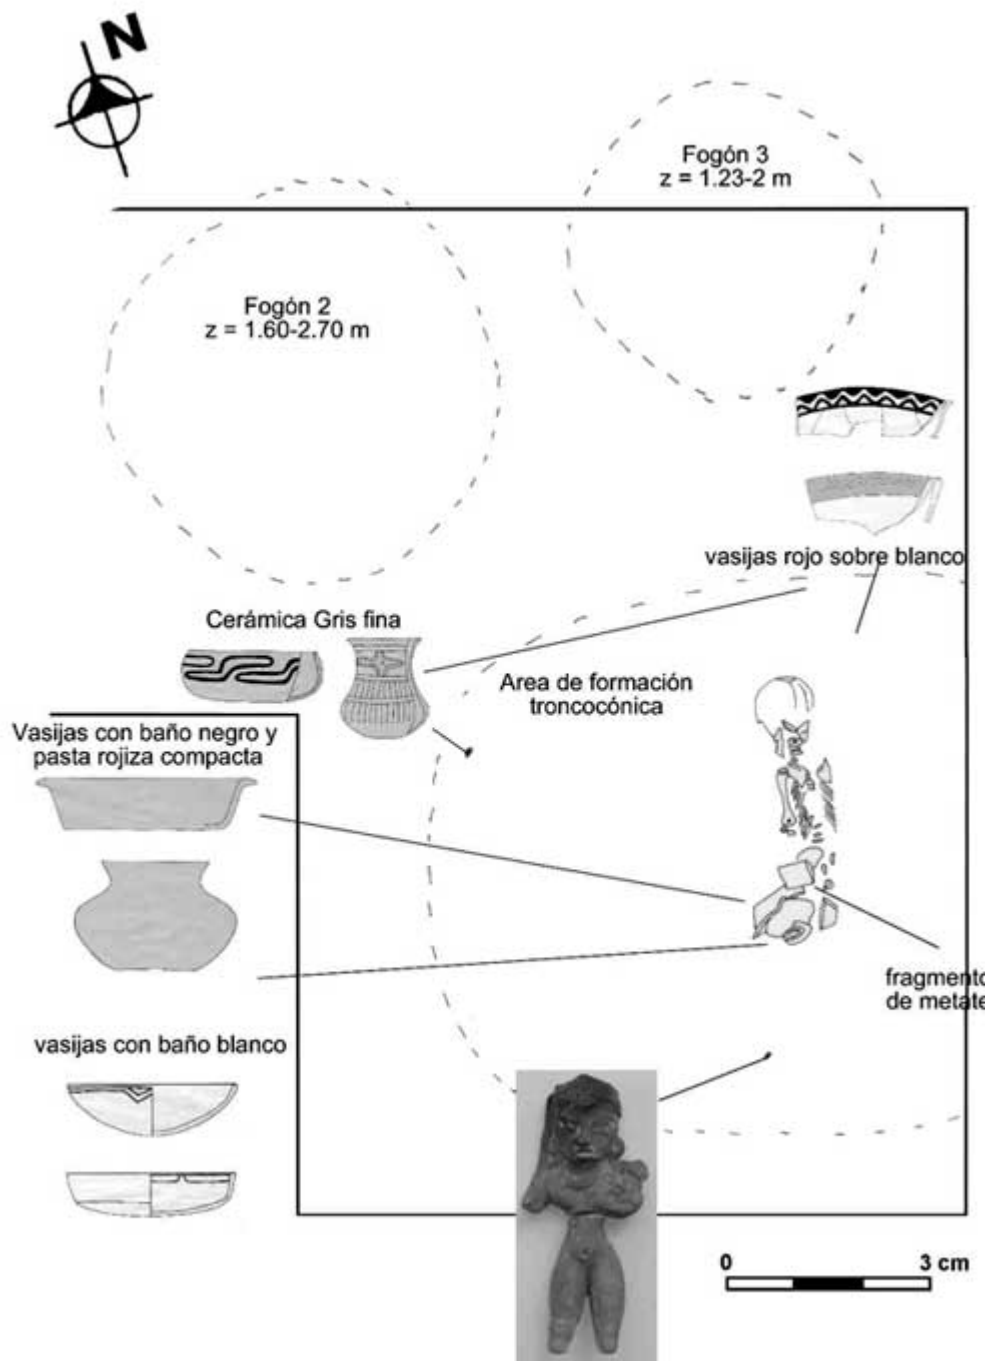 N
Fogón 3
z = 1.23-2 m
Fogón 2
z = 1.60-2.70 m
vasijas rojo sobre blanco
Cerámica Gris fina
Area de formación
troncocónica
Vasijas con baño negro y
pasta rojiza compacta
fragmento
de metate
vasijas con baño blanco
0 3 cm